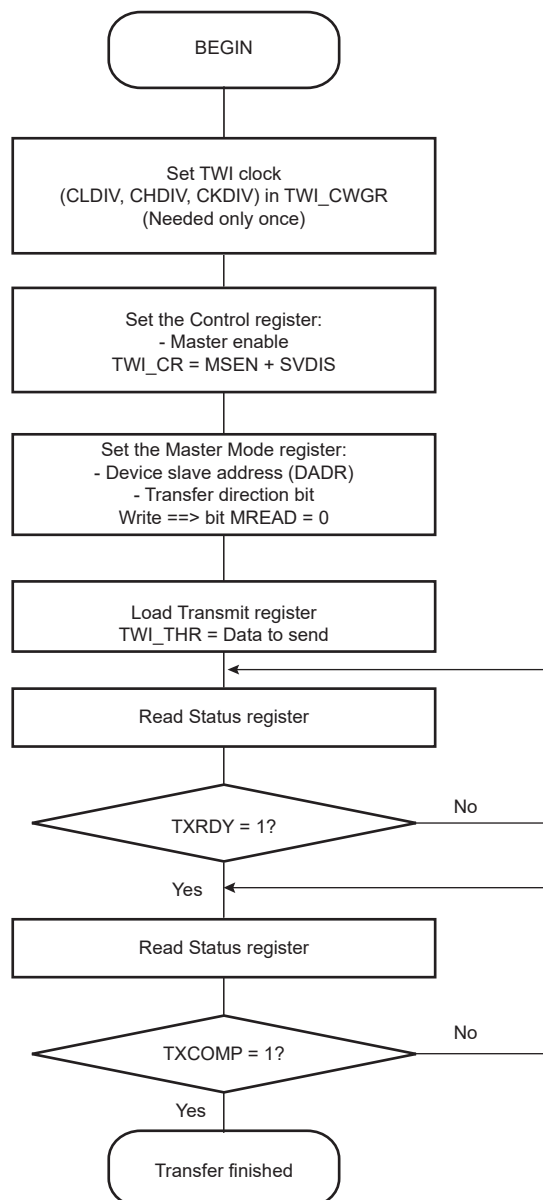 BEGIN
Set TWI clock
(CLDIV, CHDIV, CKDIV) in TWI_CWGR
(Needed only once)
Set the Control register:
- Master enable
TWI_CR = MSEN + SVDIS
Set the Master Mode register:
- Device slave address (DADR)
- Transfer direction bit
Write ==> bit MREAD = 0
Load Transmit register
TWI_THR = Data to send
Read Status register
TXRDY = 1?
No
Yes
Read Status register
TXCOMP = 1?
No
Yes
Transfer finished